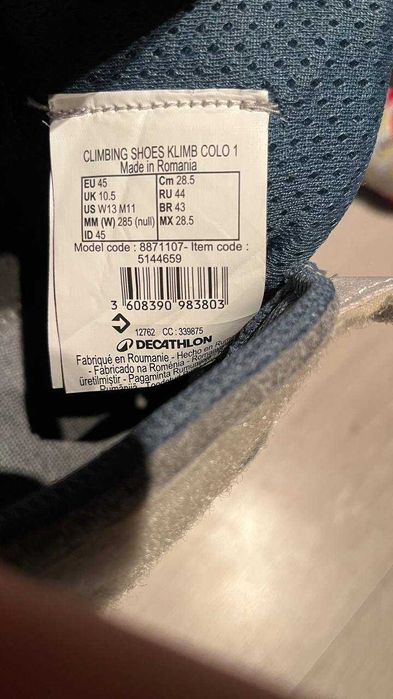 CLIMBING SHOES KLIMB COLO 1
Made in Romania
EU 45 Cm 28.5
UK 10.5 RU 44
US W13 M11 BR 43
MM (W) 285 (null) MX 28.5
ID 45
Model code : 8871107- Item code :
5144659
3 608390 983803
12762 CC : 339875
DECATHLON
Fabriqué en Roumanie - Hecho en
- Fabricado na Roménia -
üretilmiştir - Pagaminta